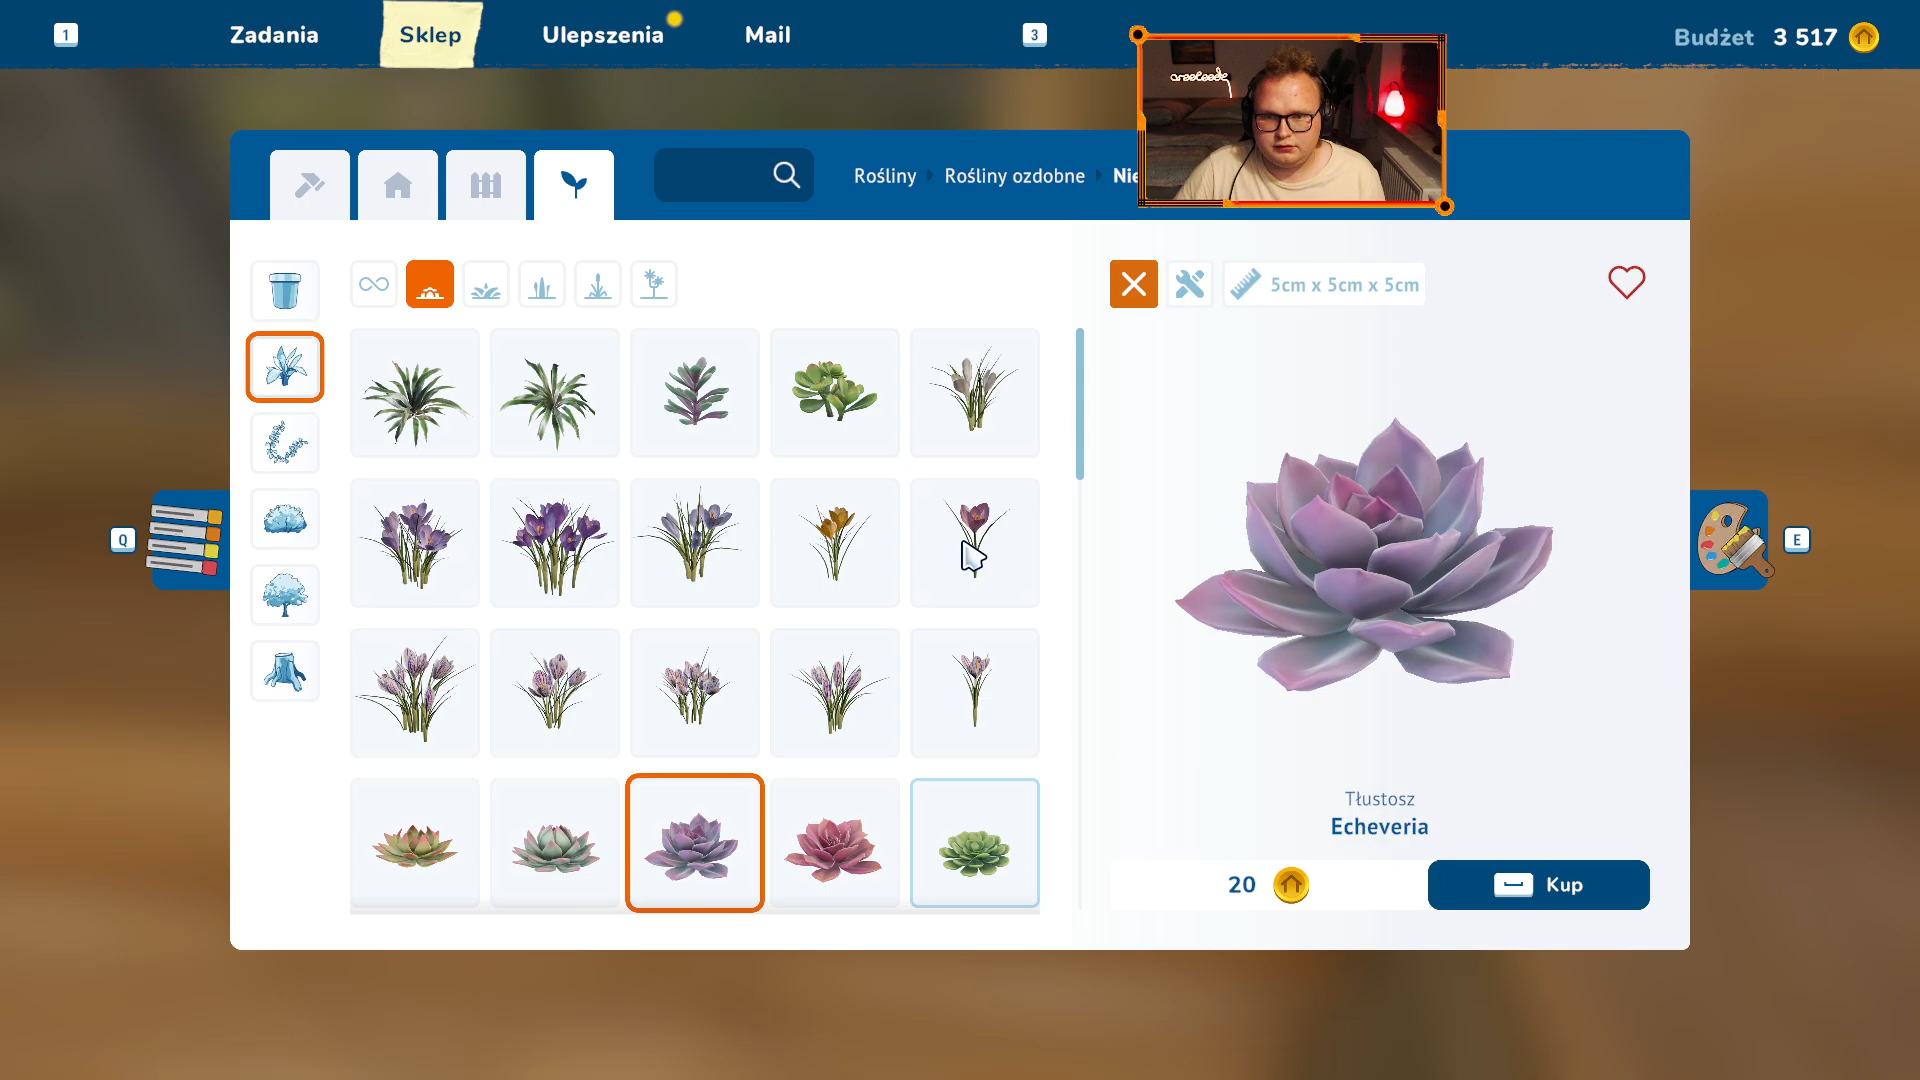 1
Zadania
Sklep
Ulepszenia
Mail
3
Budżet 3 517
Rośliny
Rośliny ozdobne
Nie
5cm x 5cm x 5cm
Q
E
Tłustosz
Echeveria
20
Kup